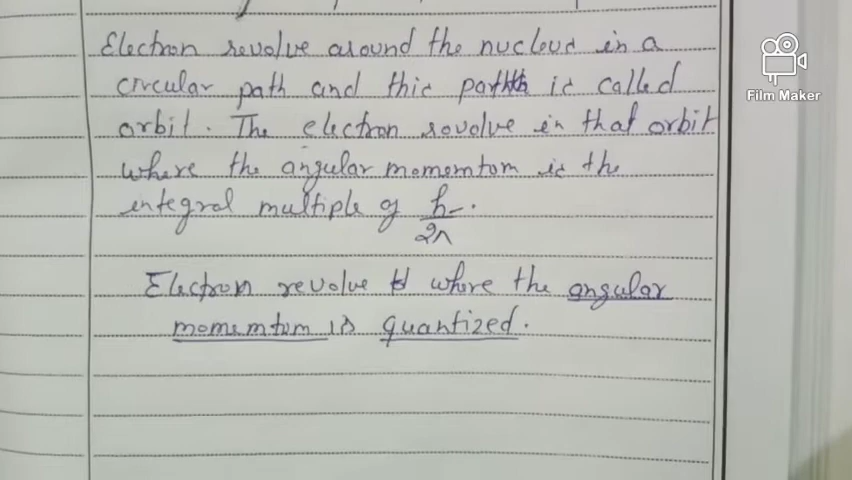 Electron revolve around the nucleus in a
circular path and this path is called
orbit. The electron revolve in that orbit
where the angular momemtom is the
integral multiple of h/2π.
Electron revolve where the angular
momemtom is quantized.
Film Maker